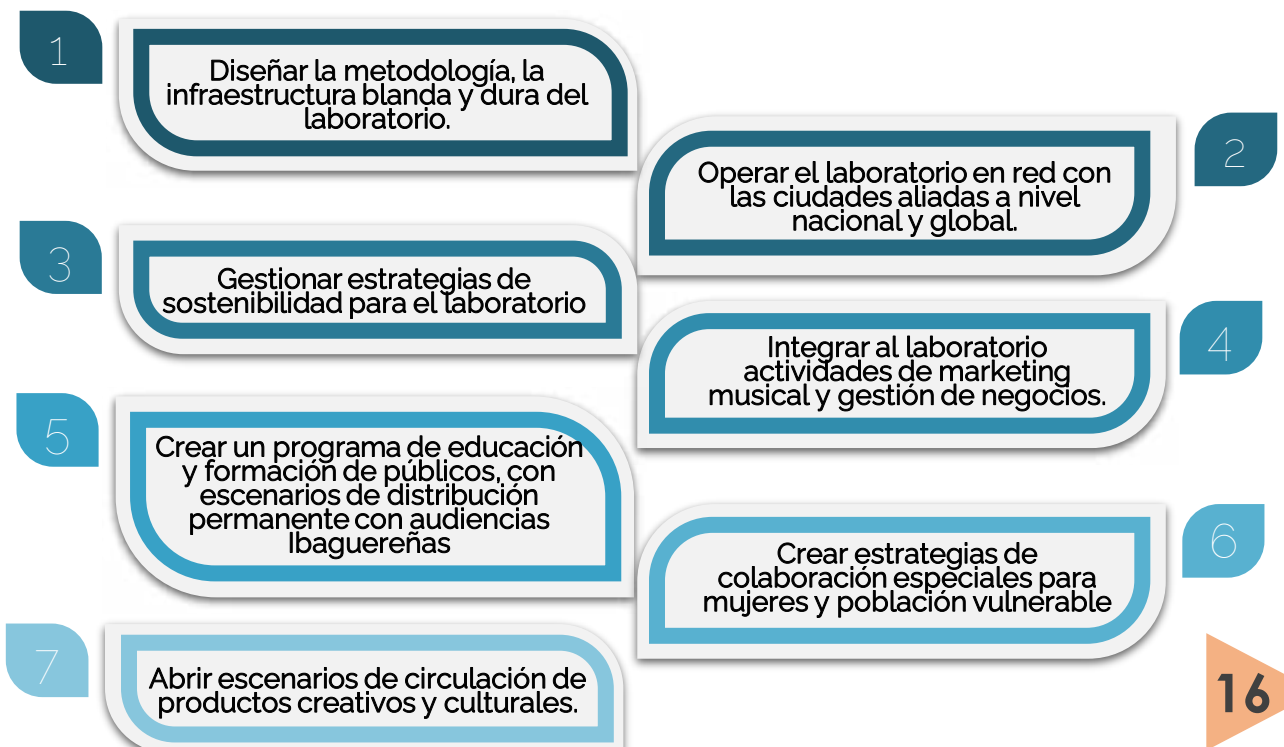 1
Diseñar la metodología, la
infraestructura blanda y dura del
laboratorio.
2
Operar el laboratorio en red con
las ciudades aliadas a nivel
nacional y global.
3
Gestionar estrategias de
sostenibilidad para el laboratorio
4
Integrar al laboratorio
actividades de marketing
musical y gestión de negocios.
5
Crear un programa de educación
y formación de públicos, con
escenarios de distribución
permanente con audiencias
Ibaguereñas
6
Crear estrategias de
colaboración especiales para
mujeres y población vulnerable
7
Abrir escenarios de circulación de
productos creativos y culturales.
16